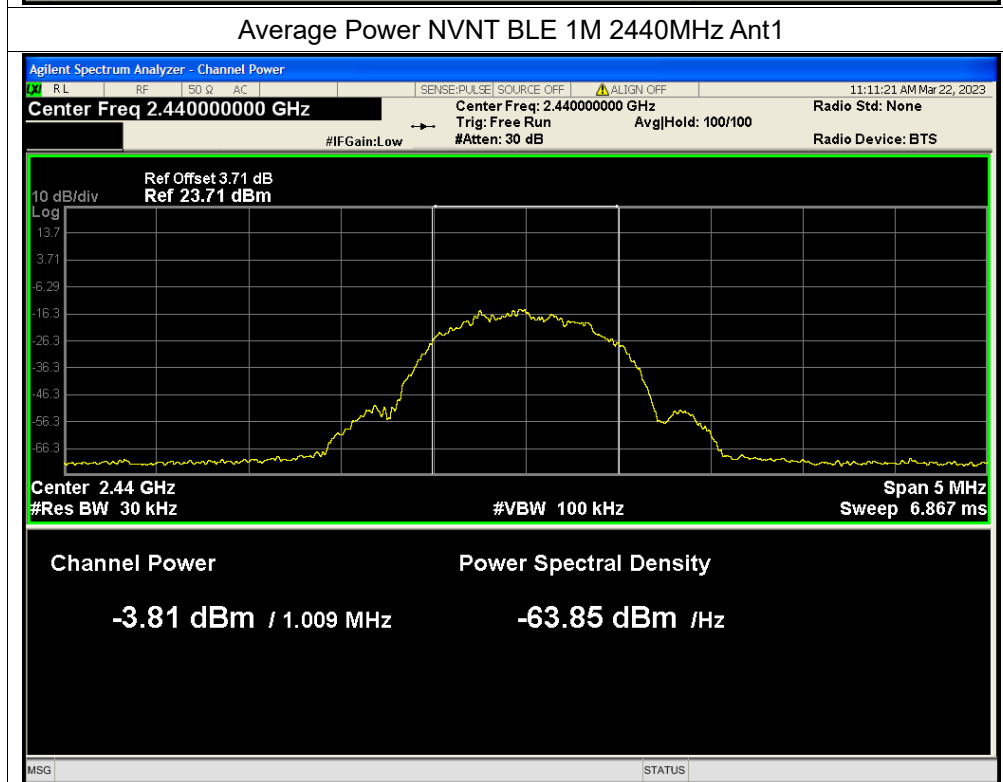 Average Power NVNT BLE 1M 2440MHz Ant1
Agilent Spectrum Analyzer - Channel Power
LXI RL RF 50 Ω AC SENSE:PULSE SOURCE OFF ALIGN OFF 11:11:21 AM Mar 22, 2023
Center Freq 2.440000000 GHz Center Freq: 2.440000000 GHz Radio Std: None
Trig: Free Run Avg|Hold: 100/100
#IFGain:Low #Atten: 30 dB Radio Device: BTS
Ref Offset 3.71 dB
10 dB/div Ref 23.71 dBm
Log
13.7
3.71
-6.29
-16.3
-26.3
-36.3
-46.3
-56.3
-66.3
Center 2.44 GHz Span 5 MHz
#Res BW 30 kHz #VBW 100 kHz Sweep 6.867 ms
Channel Power Power Spectral Density
-3.81 dBm / 1.009 MHz -63.85 dBm /Hz
MSG STATUS